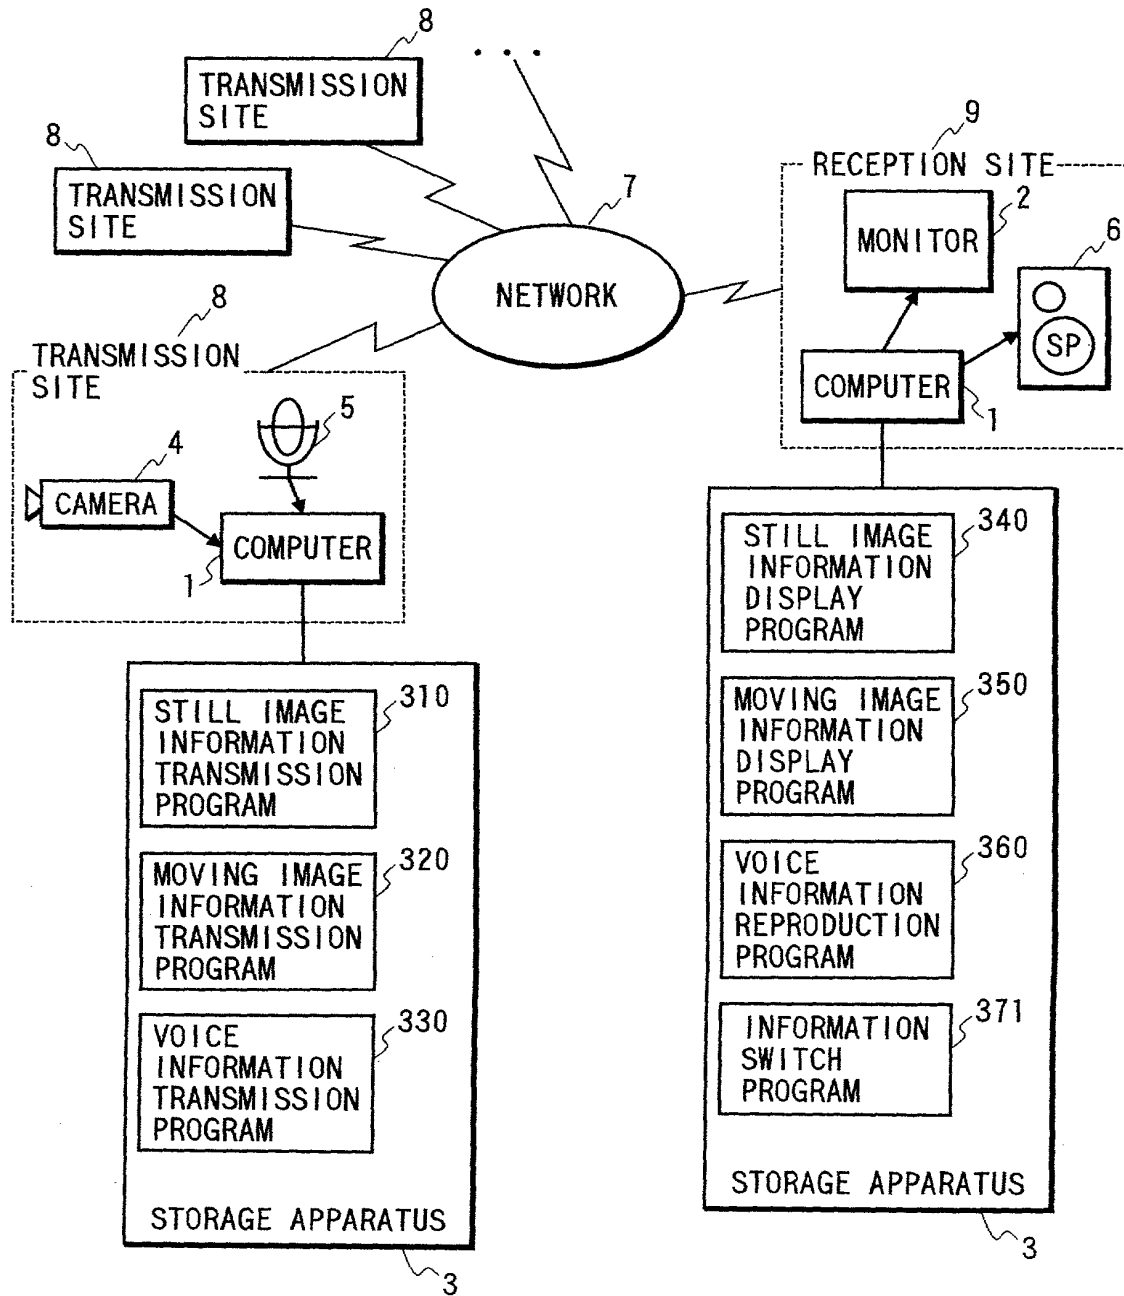 8
TRANSMISSION
SITE
8
TRANSMISSION
SITE
. . .
7
NETWORK
9
RECEPTION SITE
2
MONITOR
6
SP
COMPUTER
1
8
TRANSMISSION
SITE
5
4
CAMERA
COMPUTER
1
310
STILL IMAGE
INFORMATION
TRANSMISSION
PROGRAM
320
MOVING IMAGE
INFORMATION
TRANSMISSION
PROGRAM
330
VOICE
INFORMATION
TRANSMISSION
PROGRAM
STORAGE APPARATUS
3
340
STILL IMAGE
INFORMATION
DISPLAY
PROGRAM
350
MOVING IMAGE
INFORMATION
DISPLAY
PROGRAM
360
VOICE
INFORMATION
REPRODUCTION
PROGRAM
371
INFORMATION
SWITCH
PROGRAM
STORAGE APPARATUS
3